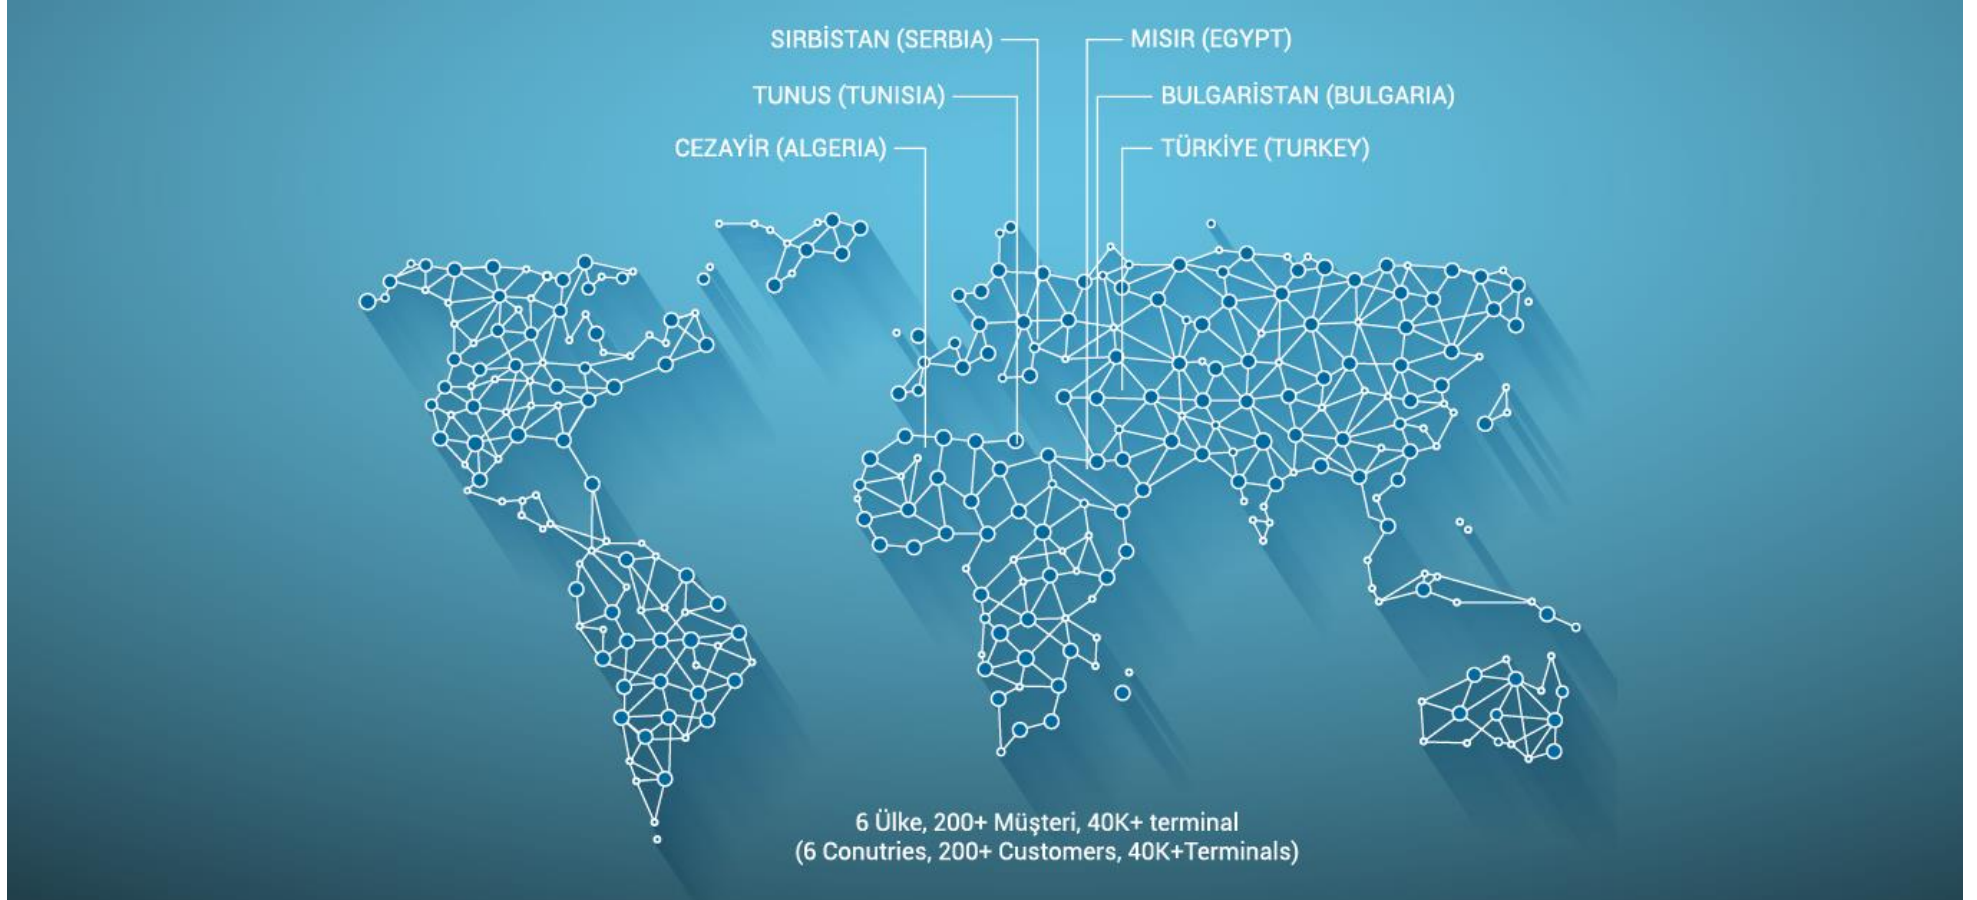 SIRBİSTAN (SERBIA)
MISIR (EGYPT)
TUNUS (TUNISIA)
BULGARİSTAN (BULGARIA)
CEZAYİR (ALGERIA)
TÜRKİYE (TURKEY)
6 Ülke, 200+ Müşteri, 40K+ terminal
(6 Conutries, 200+ Customers, 40K+Terminals)